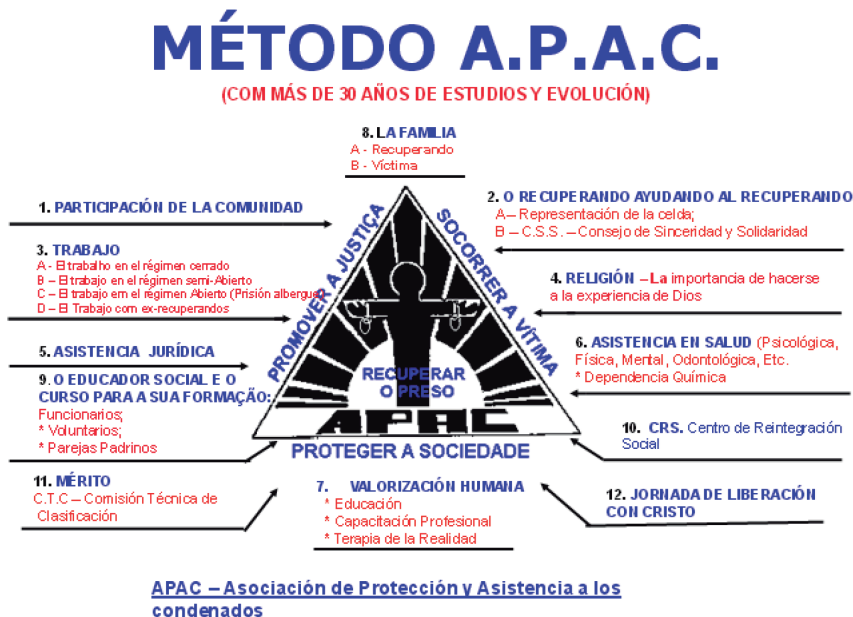 MÉTODO A.P.A.C.
(COM MÁS DE 30 AÑOS DE ESTUDIOS Y EVOLUCIÓN)
8. LA FAMILIA
A - Recuperando
B - Víctima
1. PARTICIPACIÓN DE LA COMUNIDAD
2. O RECUPERANDO AYUDANDO AL RECUPERANDO
A – Representación de la celda;
B – C.S.S. – Consejo de Sinceridad y Solidaridad
3. TRABAJO
A - El trabalho en el régimen cerrado
B – El trabajo en el régimen semi-Abierto
C – El trabajo em el régimen Abierto (Prisión albergue)
D – El Trabajo com ex-recuperandos
4. RELIGIÓN – La importancia de hacerse
a la experiencia de Dios
5. ASISTENCIA JURÍDICA
6. ASISTENCIA EN SALUD (Psicológica,
Física, Mental, Odontológica, Etc.
* Dependencia Química
9. O EDUCADOR SOCIAL E O
CURSO PARA A SUA FORMAÇÃO:
Funcionarios;
* Voluntarios;
* Parejas Padrinos
10. CRS. Centro de Reintegración
Social
11. MÉRITO
C.T.C – Comisión Técnica de
Clasificación
12. JORNADA DE LIBERACIÓN
CON CRISTO
PROMOVER A JUSTIÇA
SOCORRER A VÍTIMA
RECUPERAR
O PRESO
APAC
PROTEGER A SOCIEDADE
7. VALORIZACIÓN HUMANA
* Educación
* Capacitación Profesional
* Terapia de la Realidad
APAC – Asociación de Protección y Asistencia a los
condenados